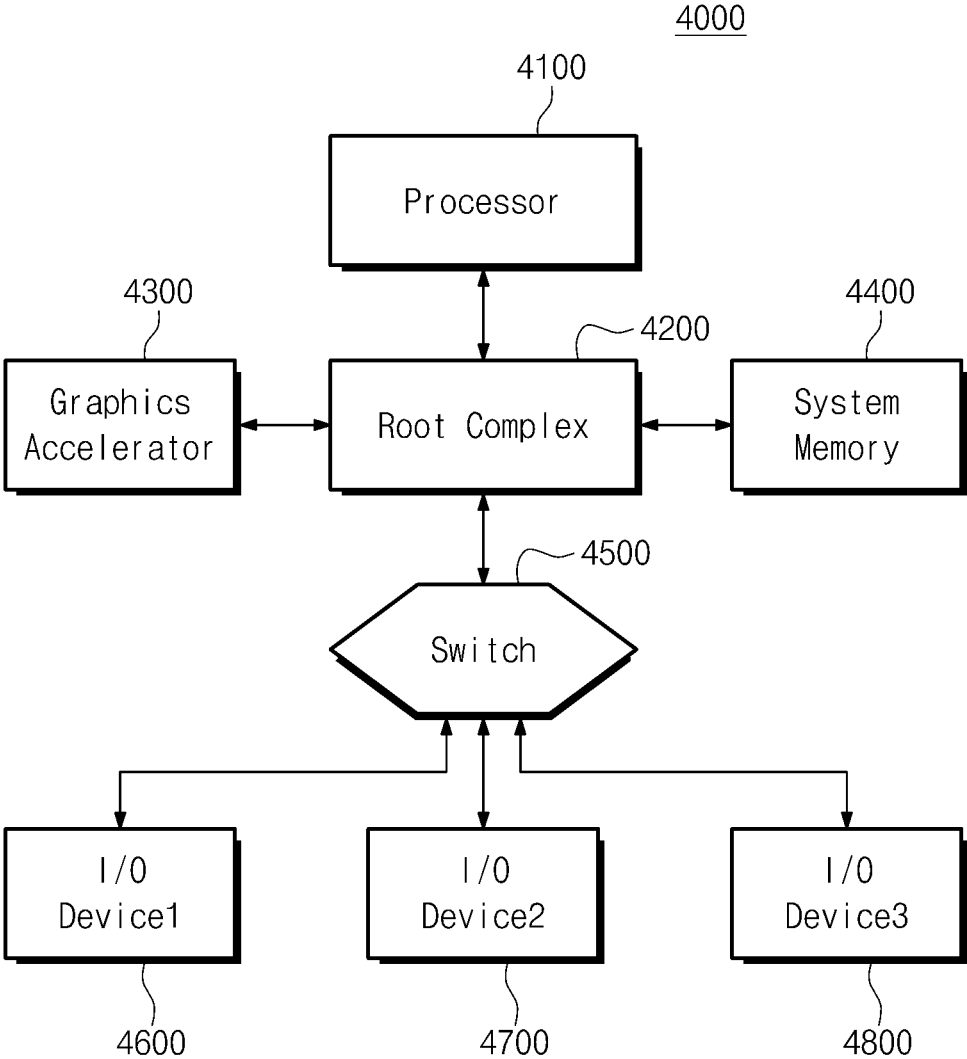 4000
4100
Processor
4300
4200
4400
Graphics
Accelerator
Root Complex
System
Memory
4500
Switch
I/O
Device1
I/O
Device2
I/O
Device3
4600
4700
4800